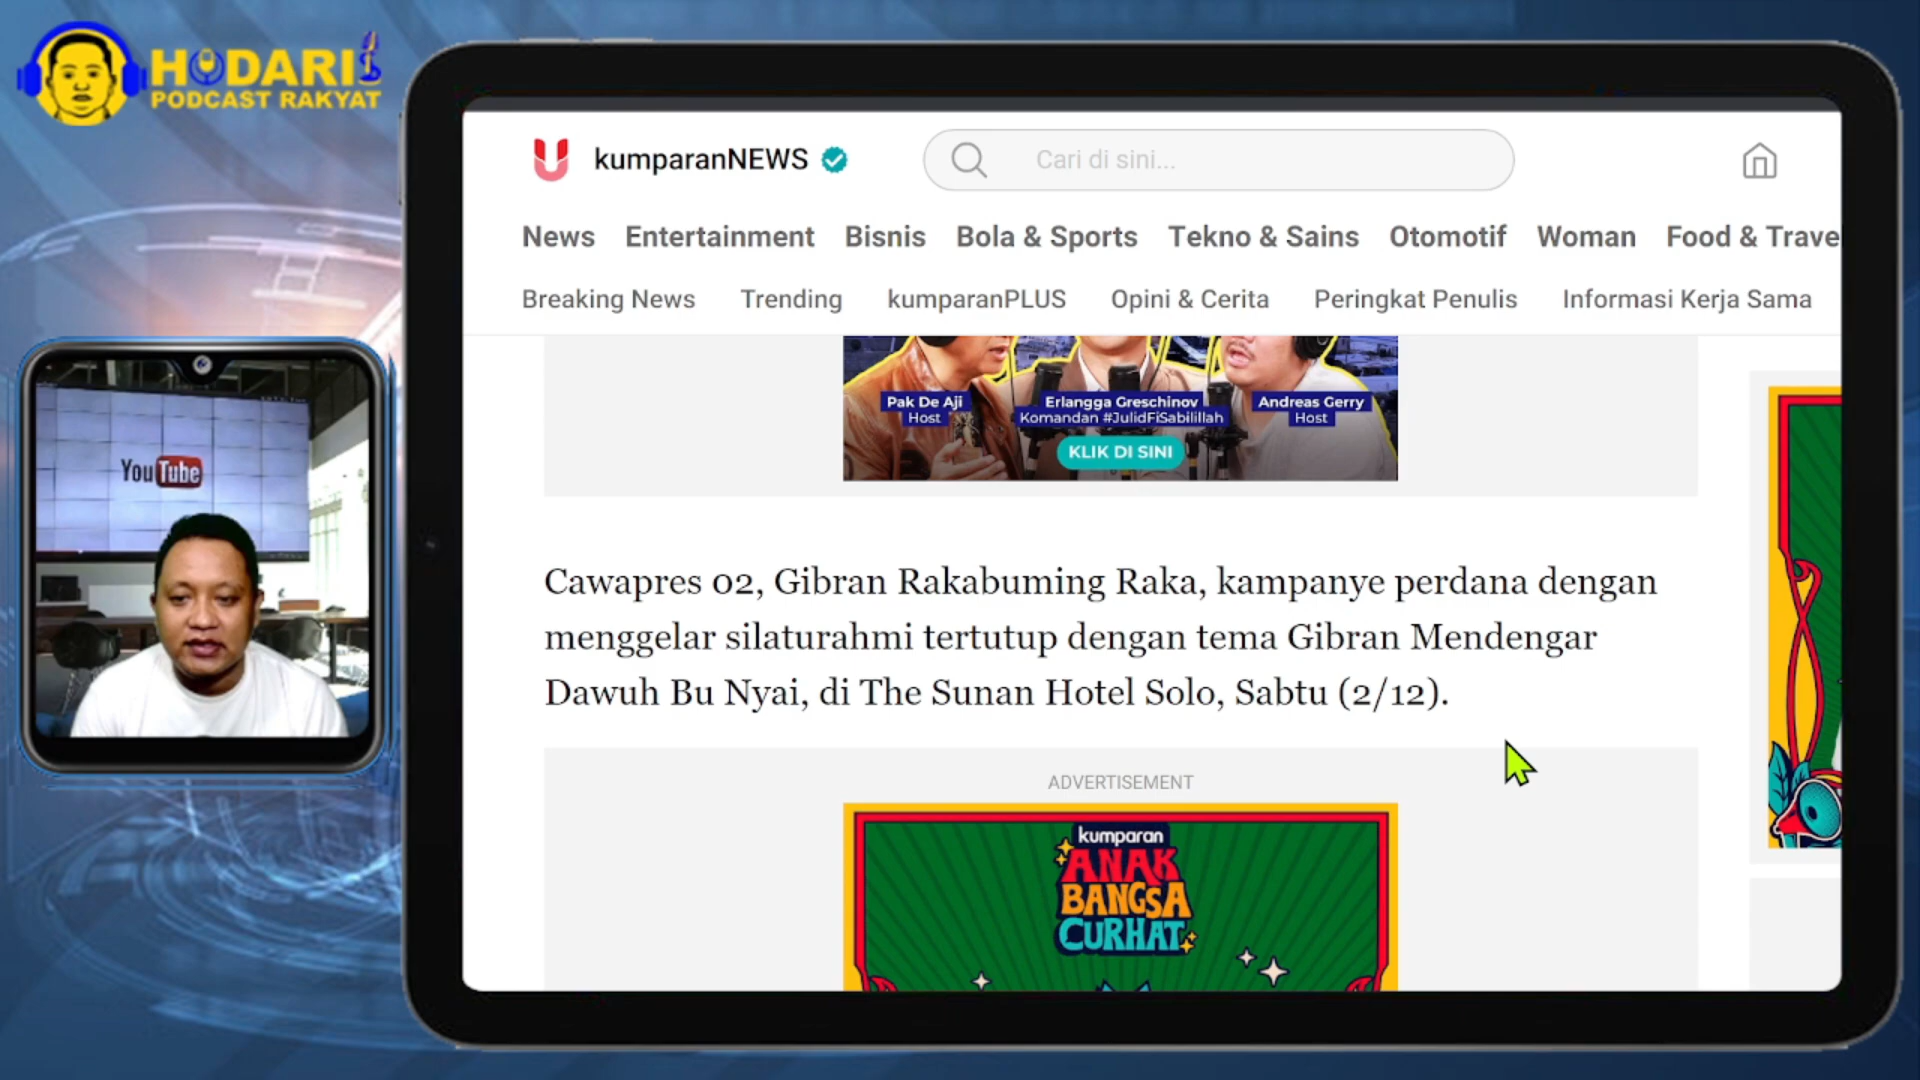 HODARI
PODCAST RAKYAT
YouTube
kumparanNEWS
Cari di sini...
News Entertainment Bisnis Bola & Sports Tekno & Sains Otomotif Woman Food & Trave
Breaking News Trending kumparanPLUS Opini & Cerita Peringkat Penulis Informasi Kerja Sama
Pak De Aji
Host
Erlangga Greschinov
Komandan #JulidFiSabilillah
Andreas Gerry
Host
KLIK DI SINI
Cawapres 02, Gibran Rakabuming Raka, kampanye perdana dengan
menggelar silaturahmi tertutup dengan tema Gibran Mendengar
Dawuh Bu Nyai, di The Sunan Hotel Solo, Sabtu (2/12).
ADVERTISEMENT
kumparan
ANAK
BANGSA
CURHAT